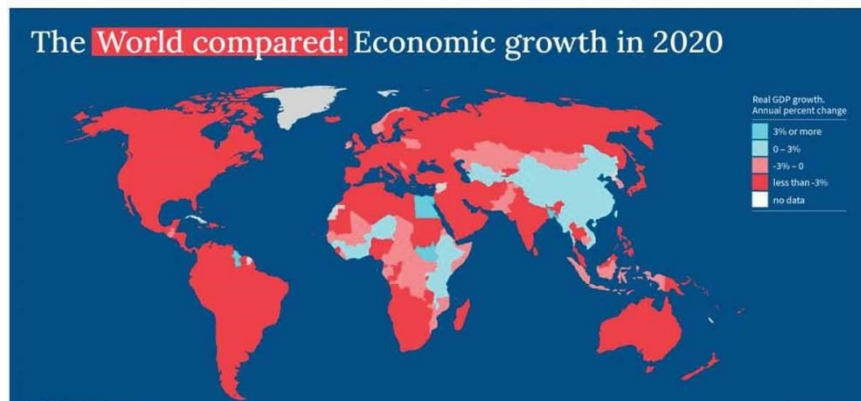 The World compared: Economic growth in 2020
Real GDP growth.
Annual percent change
3% or more
0 – 3%
-3% – 0
less than -3%
no data